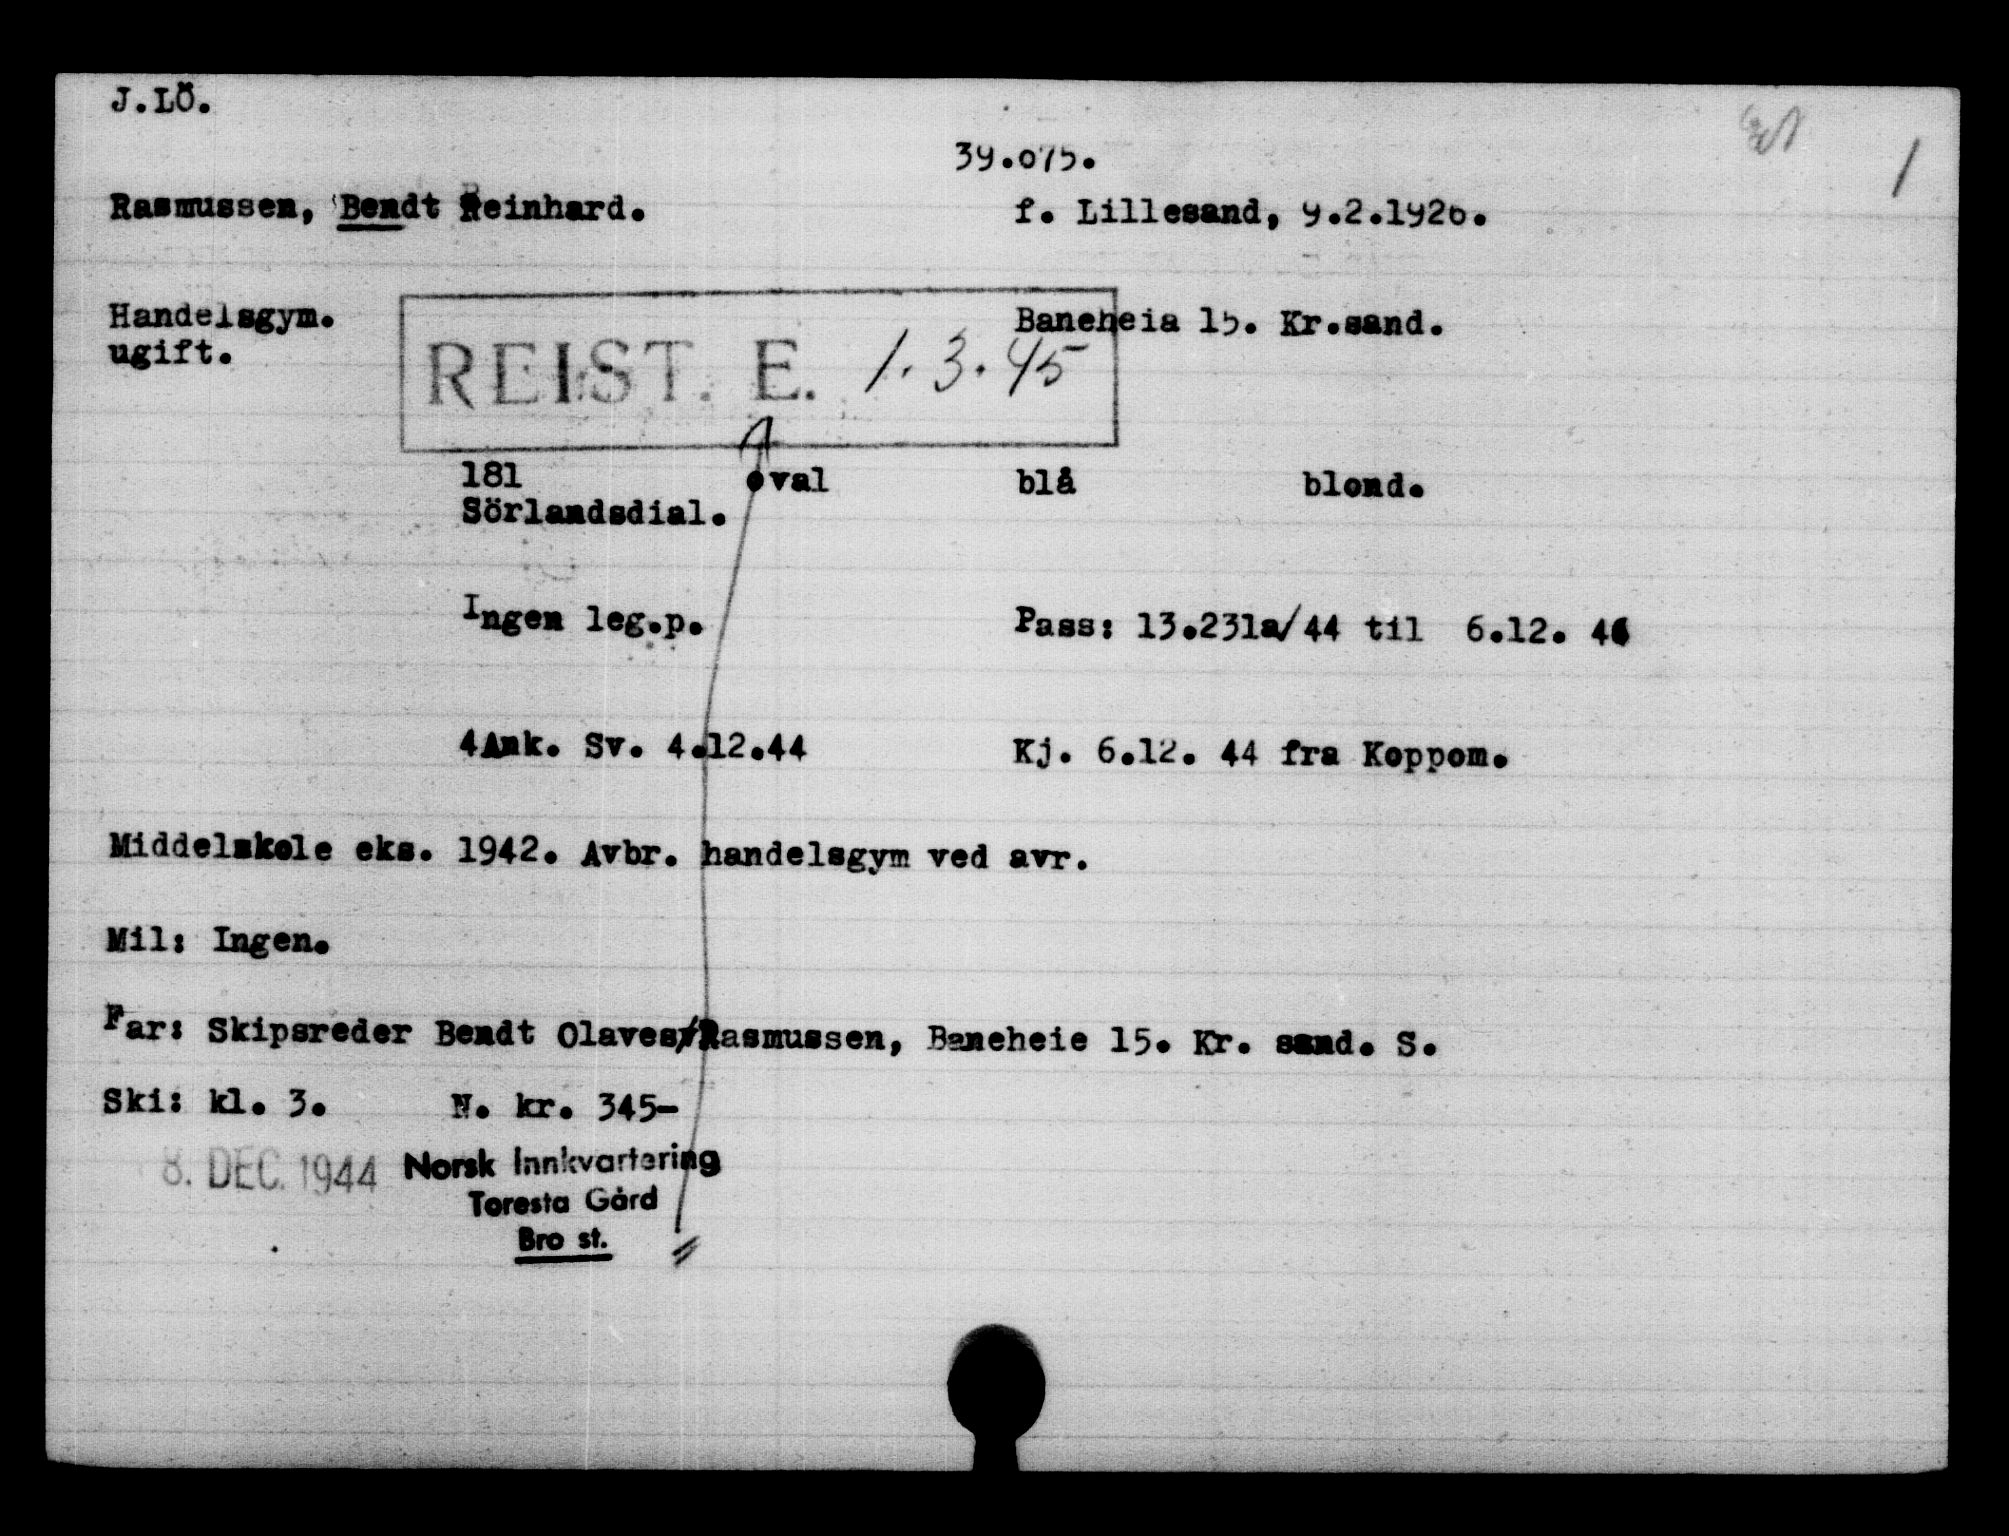 J.LÖ.
39.075.
1
Rasmussen, Bendt Reinhard. f. Lillesand, 9.2.1926.
Handelsgym. Baneheia 15. Kr.sand.
ugift.
REIST. E. 1.3.45
181 oval blå blond.
Sörlandsdial.
Ingen leg.p. Pass: 13.231a/44 til 6.12. 44
4Ank. Sv. 4.12.44 Kj. 6.12. 44 fra Koppom.
Middelskole eks. 1942. Avbr. handelsgym ved avr.
Mil: Ingen.
Far: Skipsreder Bendt Olaves/Rasmussen, Baneheie 15. Kr. sand. S.
Ski: kl. 3. N. kr. 345-
8. DEC. 1944 Norsk Innkvartering
Toresta Gård
Bro st.